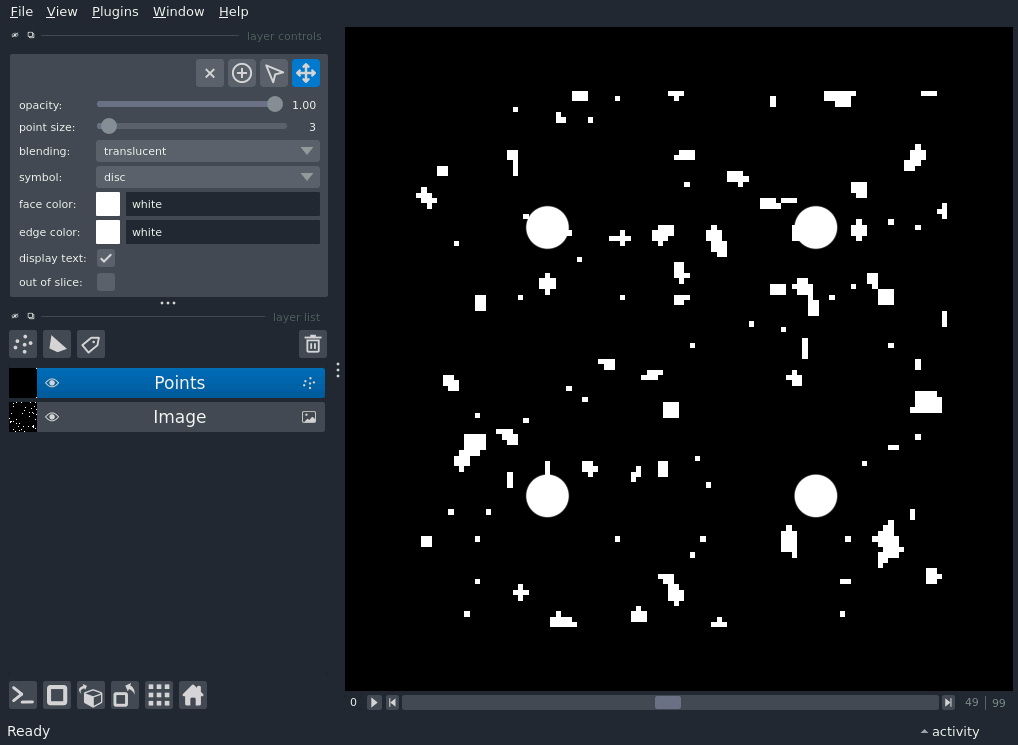 File View Plugins Window Help
layer controls
opacity: 1.00
point size: 3
blending: translucent
symbol: disc
face color: white
edge color: white
display text:
out of slice:
layer list
Points
Image
0 49 99
Ready activity